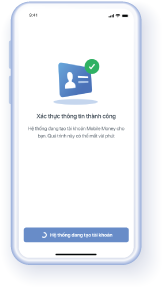 9:41
Xác thực thông tin thành công
Hệ thống đang tạo tài khoản Mobile Money cho
bạn. Quá trình này có thể mất vài phút
Hệ thống đang tạo tài khoản